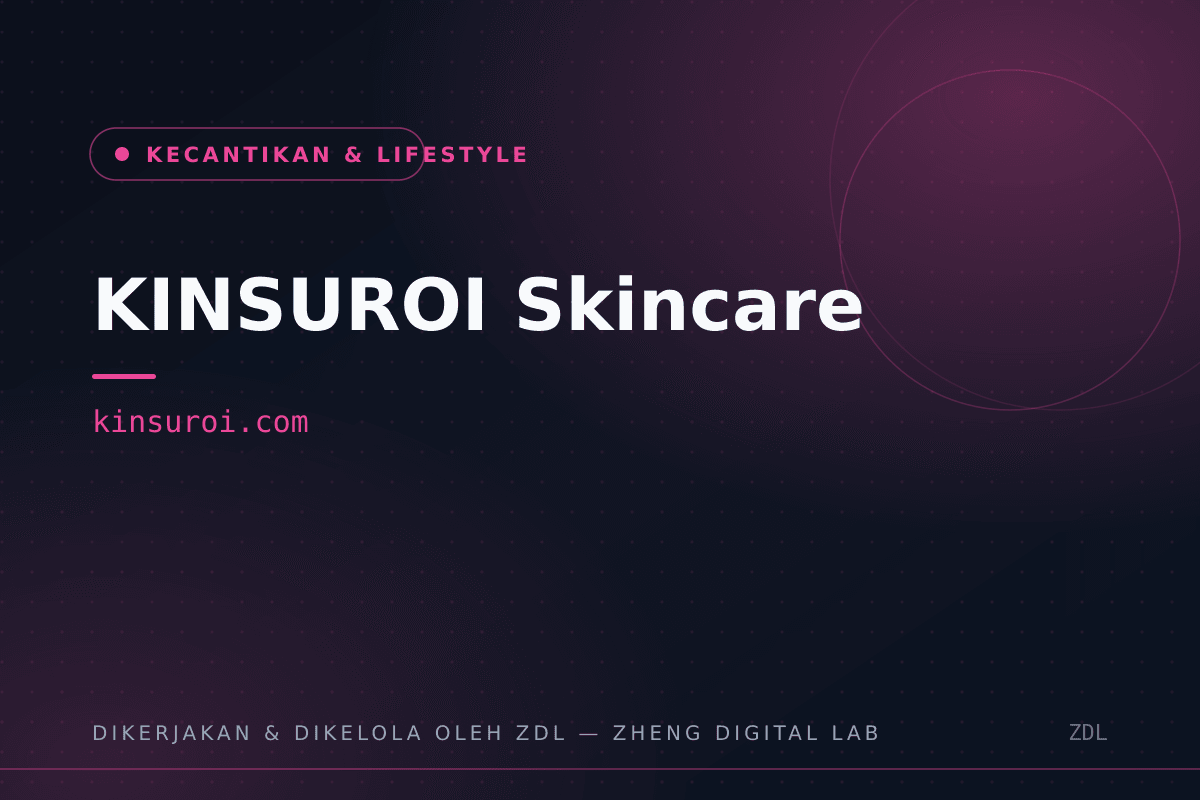 KECANTIKAN & LIFESTYLE
KINSUROI Skincare
kinsuroi.com
DIKERJAKAN & DIKELOLA OLEH ZDL — ZHENG DIGITAL LAB
ZDL